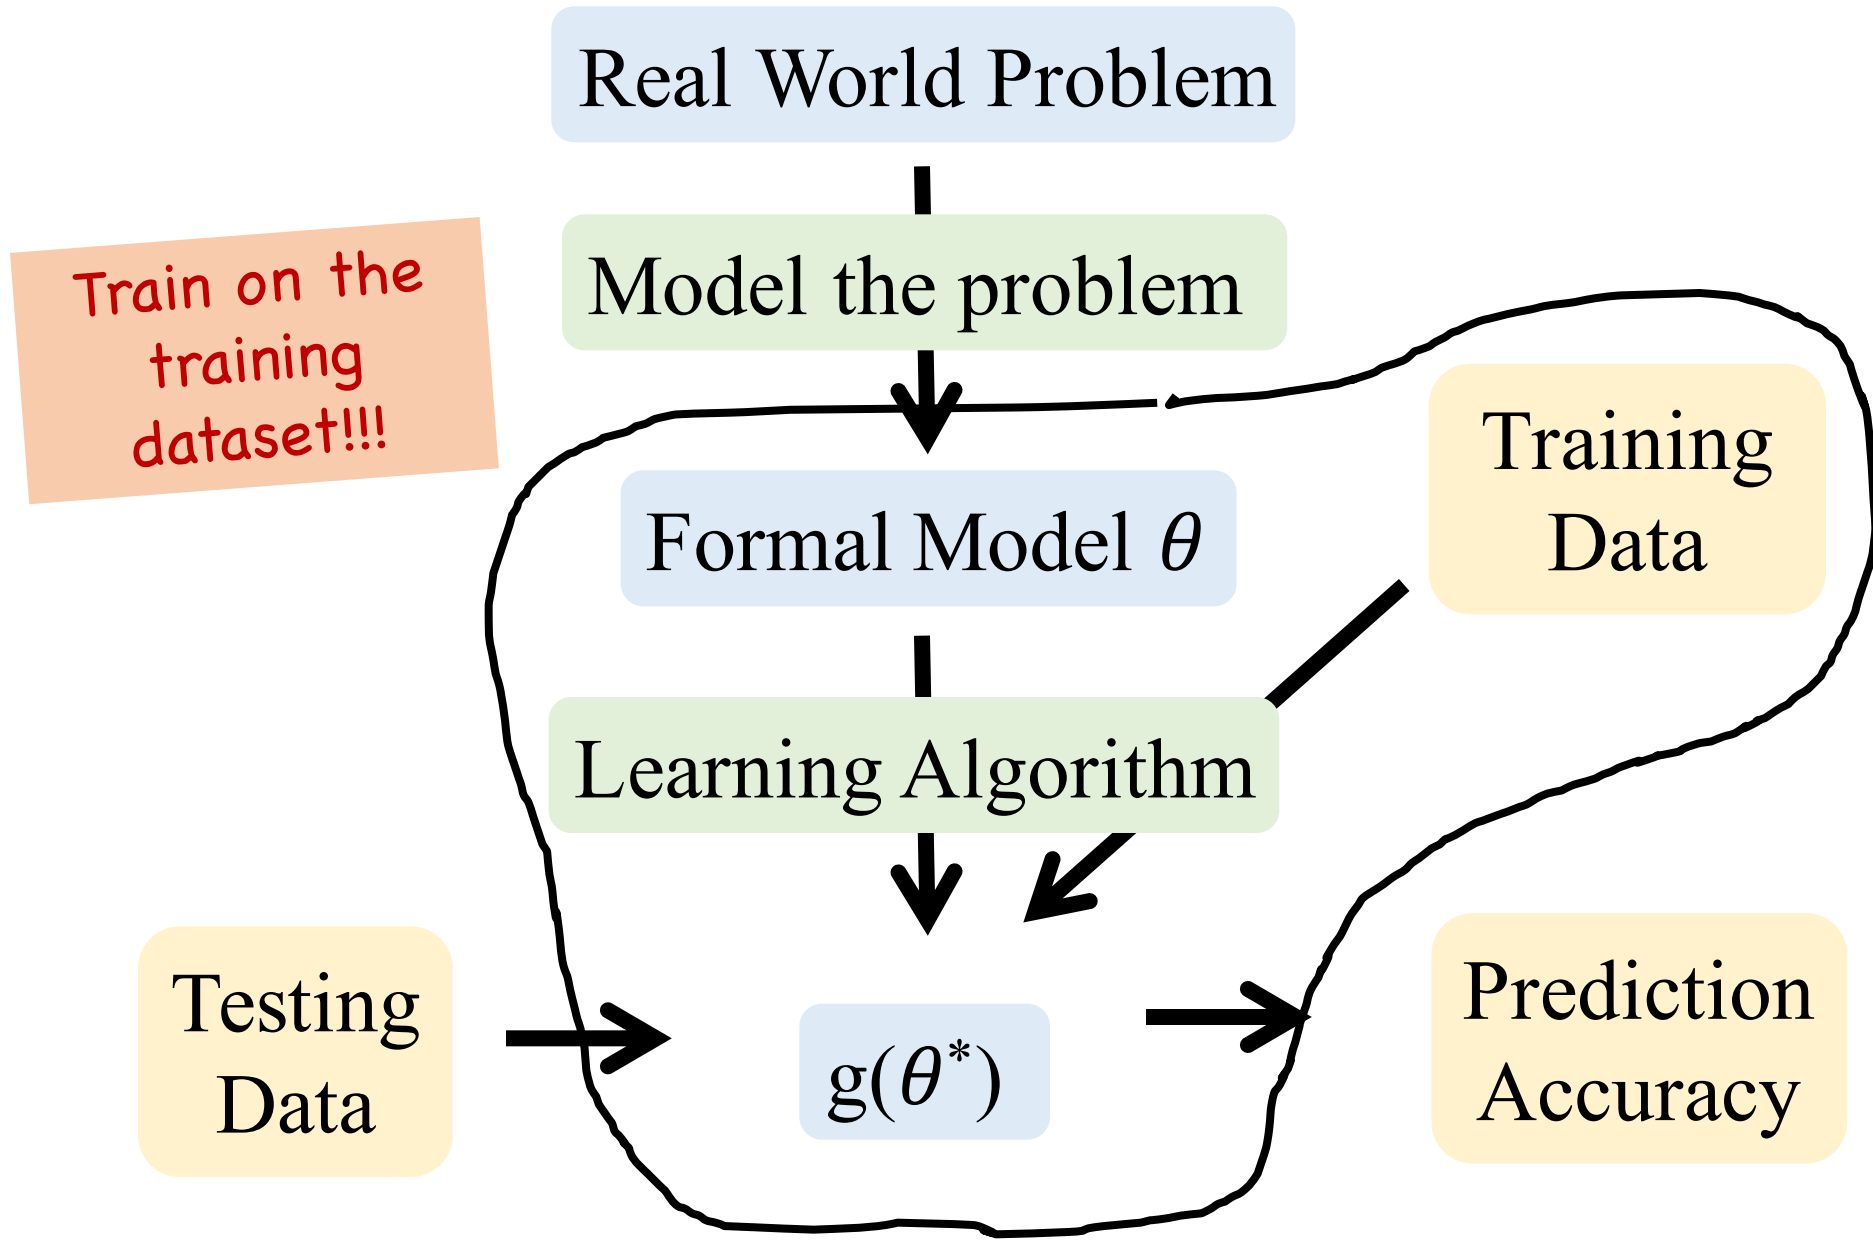 Real World Problem
Model the problem
Train on the
training
dataset!!!
Training
Data
Formal Model θ
Learning Algorithm
Testing
Data
g(θ*)
Prediction
Accuracy